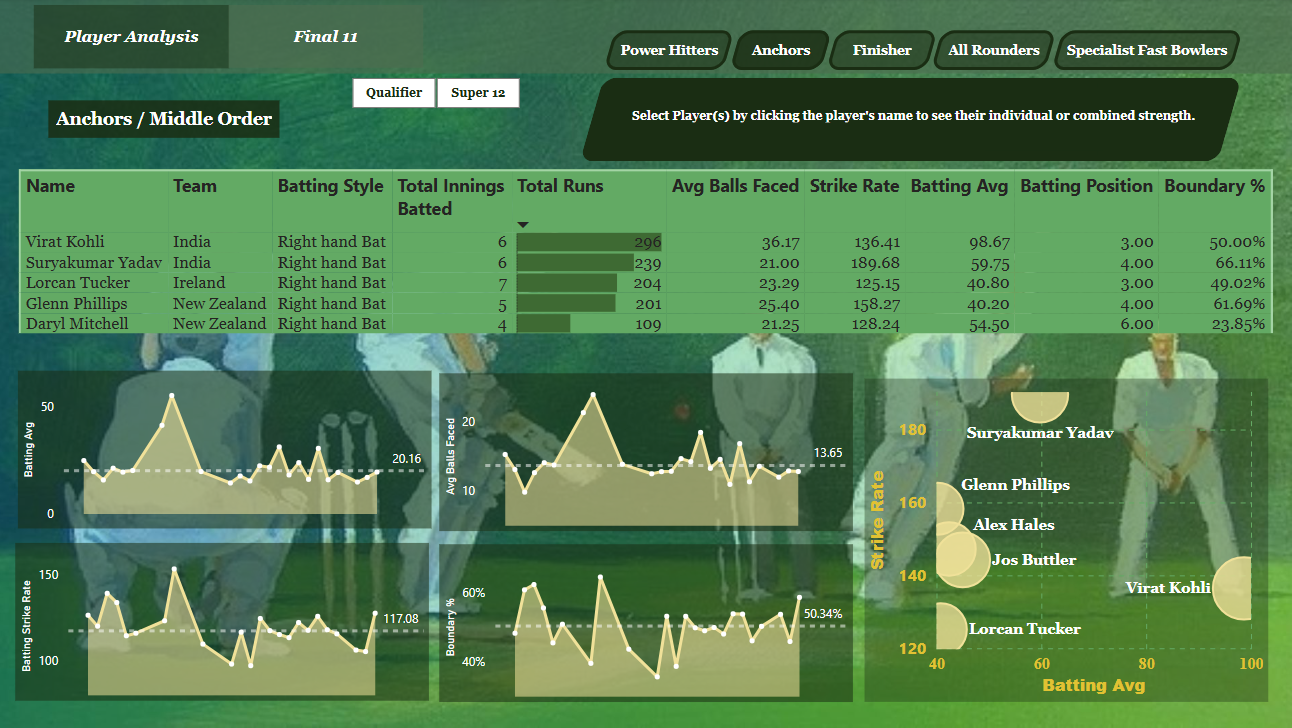 Player Analysis
Final 11
Power Hitters
Anchors
Finisher
All Rounders
Specialist Fast Bowlers
Qualifier
Super 12
Anchors / Middle Order
Select Player(s) by clicking the player's name to see their individual or combined strength.
Name Team Batting Style Total Innings Batted Total Runs Avg Balls Faced Strike Rate Batting Avg Batting Position Boundary %
Virat Kohli India Right hand Bat 6 296 36.17 136.41 98.67 3.00 50.00%
Suryakumar Yadav India Right hand Bat 6 239 21.00 189.68 59.75 4.00 66.11%
Lorcan Tucker Ireland Right hand Bat 7 204 23.29 125.15 40.80 3.00 49.02%
Glenn Phillips New Zealand Right hand Bat 5 201 25.40 158.27 40.20 4.00 61.69%
Daryl Mitchell New Zealand Right hand Bat 4 109 21.25 128.24 54.50 6.00 23.85%
Batting Avg
50
0
20.16
Avg Balls Faced
20
10
13.65
Batting Strike Rate
150
100
117.08
Boundary %
60%
40%
50.34%
Strike Rate
180
160
140
120
Suryakumar Yadav
Glenn Phillips
Alex Hales
Jos Buttler
Virat Kohli
Lorcan Tucker
40 60 80 100
Batting Avg